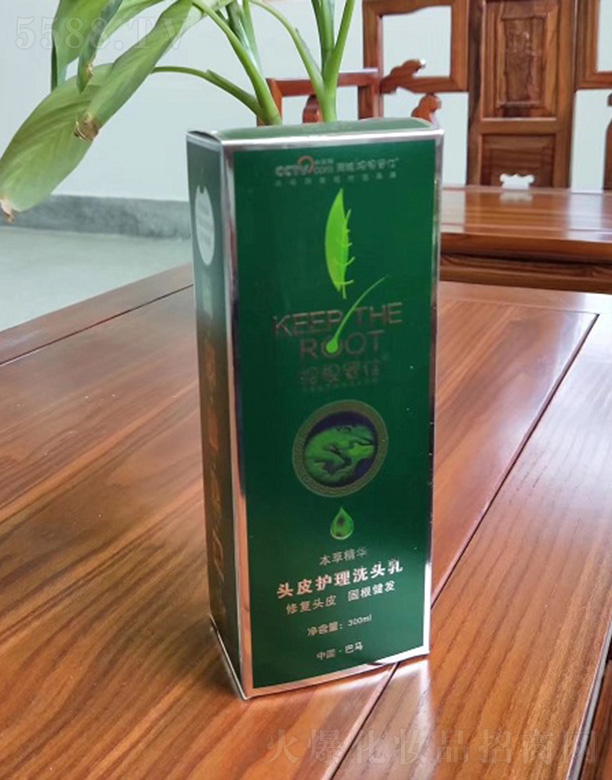 5588.TV
CCTV.com
KEEP THE
ROOT
本草精华
头皮护理洗头乳
修复头皮 固根健发
净含量：300ml
中国·巴马
火爆化妆品招商网